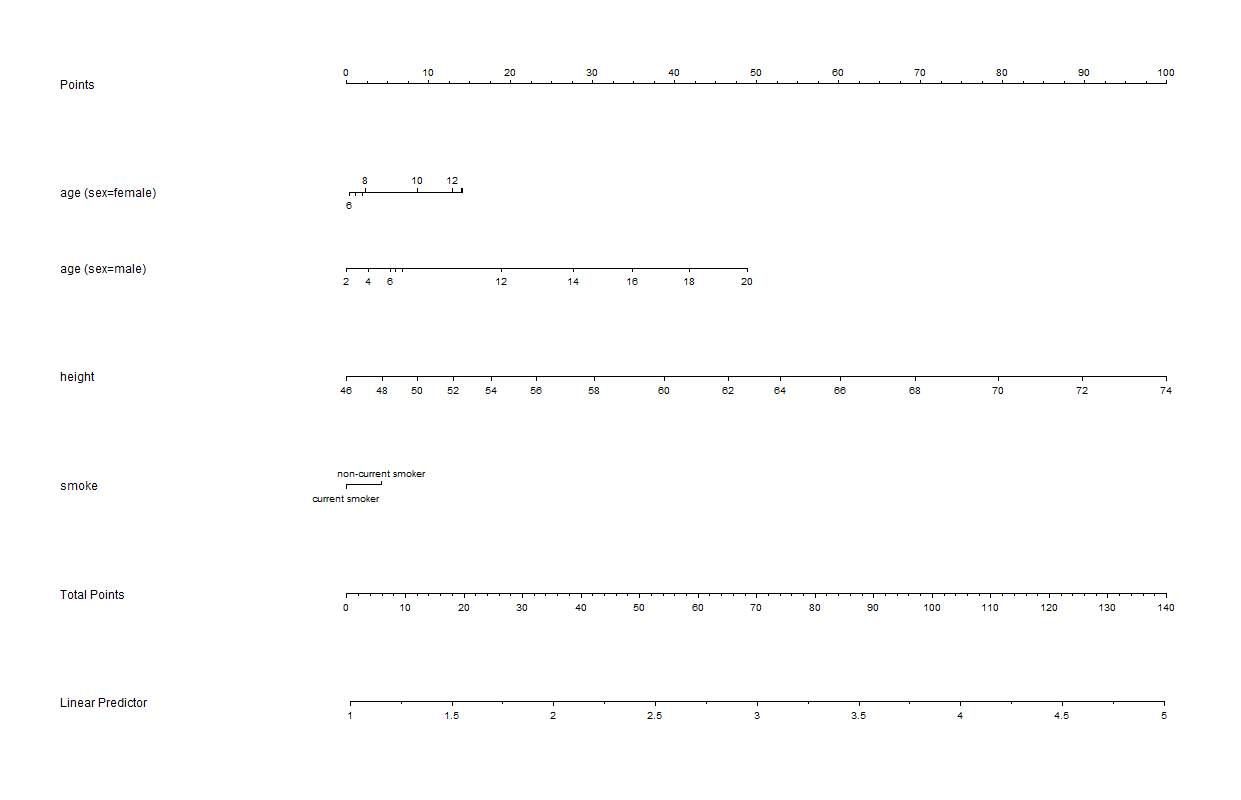 0 10 20 30 40 50 60 70 80 90 100
Points
8 10 12
age (sex=female)
6
age (sex=male)
2 4 6 12 14 16 18 20
height
46 48 50 52 54 56 58 60 62 64 66 68 70 72 74
non-current smoker
smoke
current smoker
Total Points
0 10 20 30 40 50 60 70 80 90 100 110 120 130 140
Linear Predictor
1 1.5 2 2.5 3 3.5 4 4.5 5